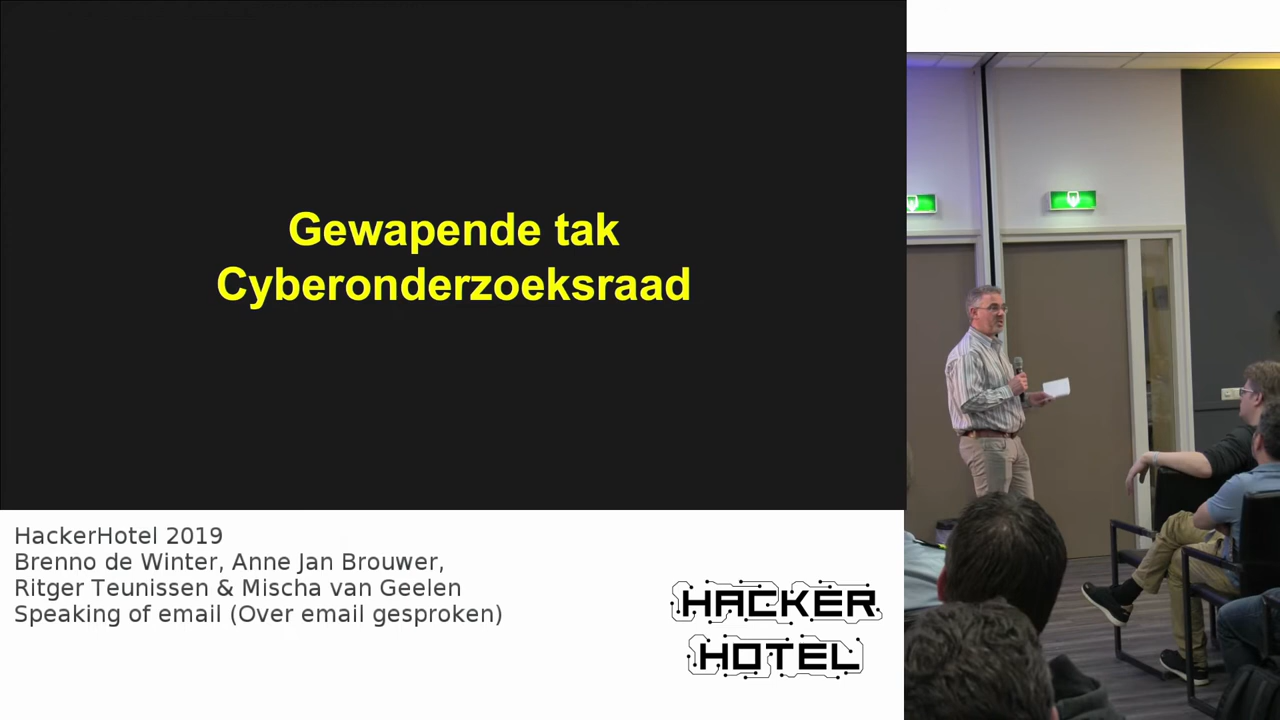 Gewapende tak
Cyberonderzoeksraad
HackerHotel 2019
Brenno de Winter, Anne Jan Brouwer,
Ritger Teunissen & Mischa van Geelen
Speaking of email (Over email gesproken)
HACKER
HOTEL